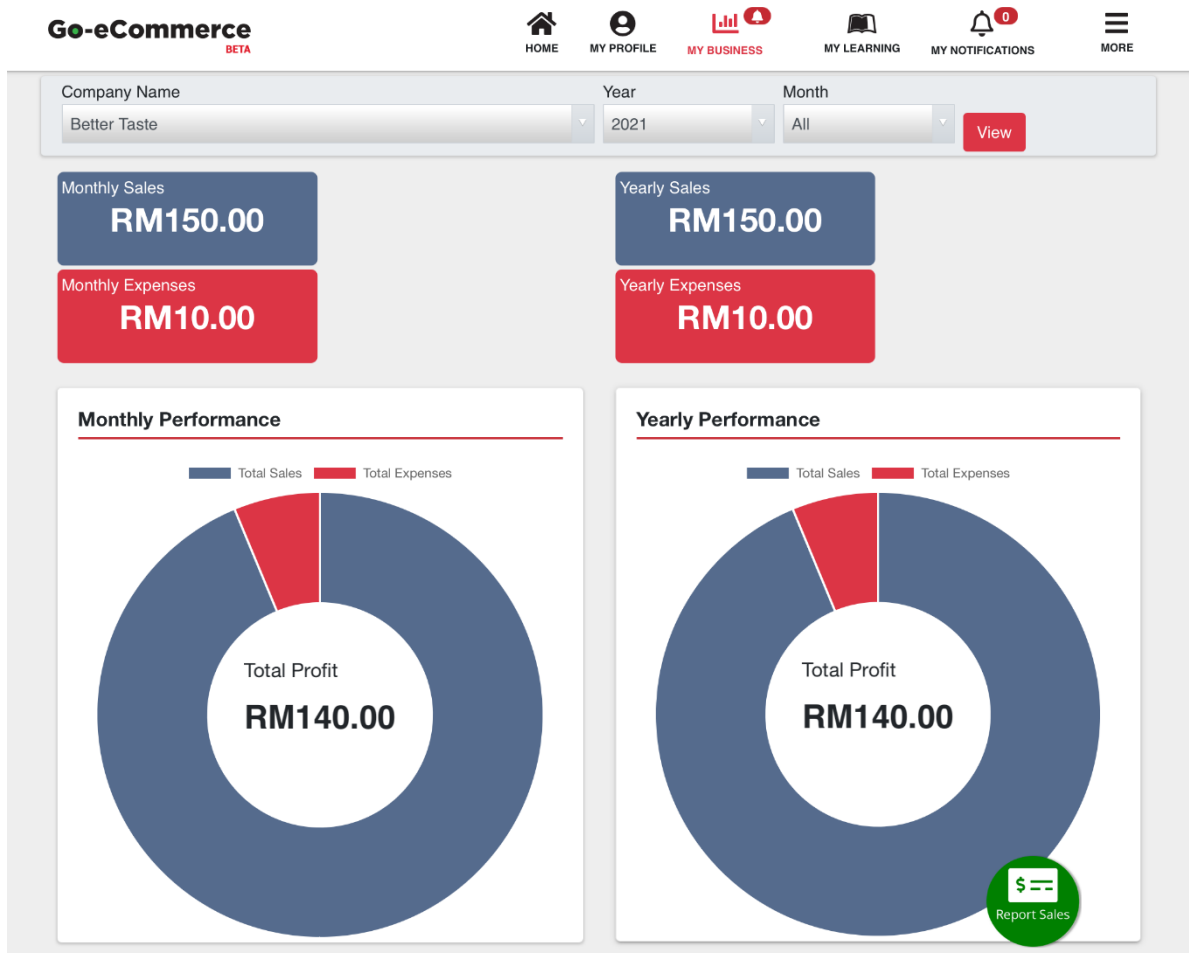 Go-eCommerce
BETA
HOME
MY PROFILE
MY BUSINESS
MY LEARNING
0
MY NOTIFICATIONS
MORE
Company Name
Year
Month
Better Taste
2021
All
View
Monthly Sales
RM150.00
Yearly Sales
RM150.00
Monthly Expenses
RM10.00
Yearly Expenses
RM10.00
Monthly Performance
Total Sales
Total Expenses
Total Profit
RM140.00
Yearly Performance
Total Sales
Total Expenses
Total Profit
RM140.00
$
Report Sales